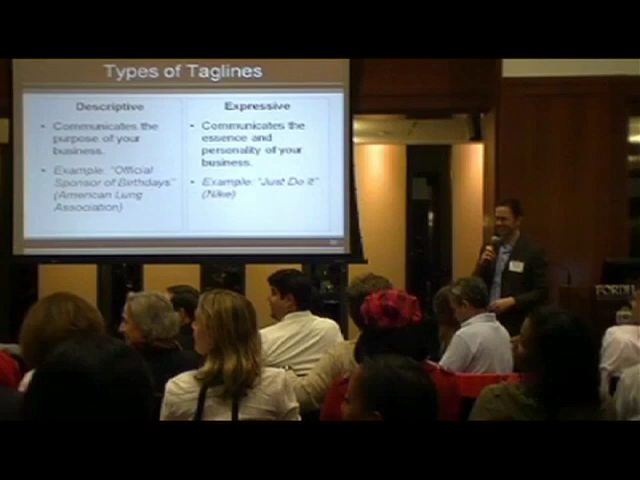 Types of Taglines
Descriptive
• Communicates the
purpose of your
business.
• Example: "Official
Sponsor of Birthdays"
(American Lung
Association)
Expressive
• Communicates the
essence and
personality of your
business.
• Example: "Just Do It"
(Nike)